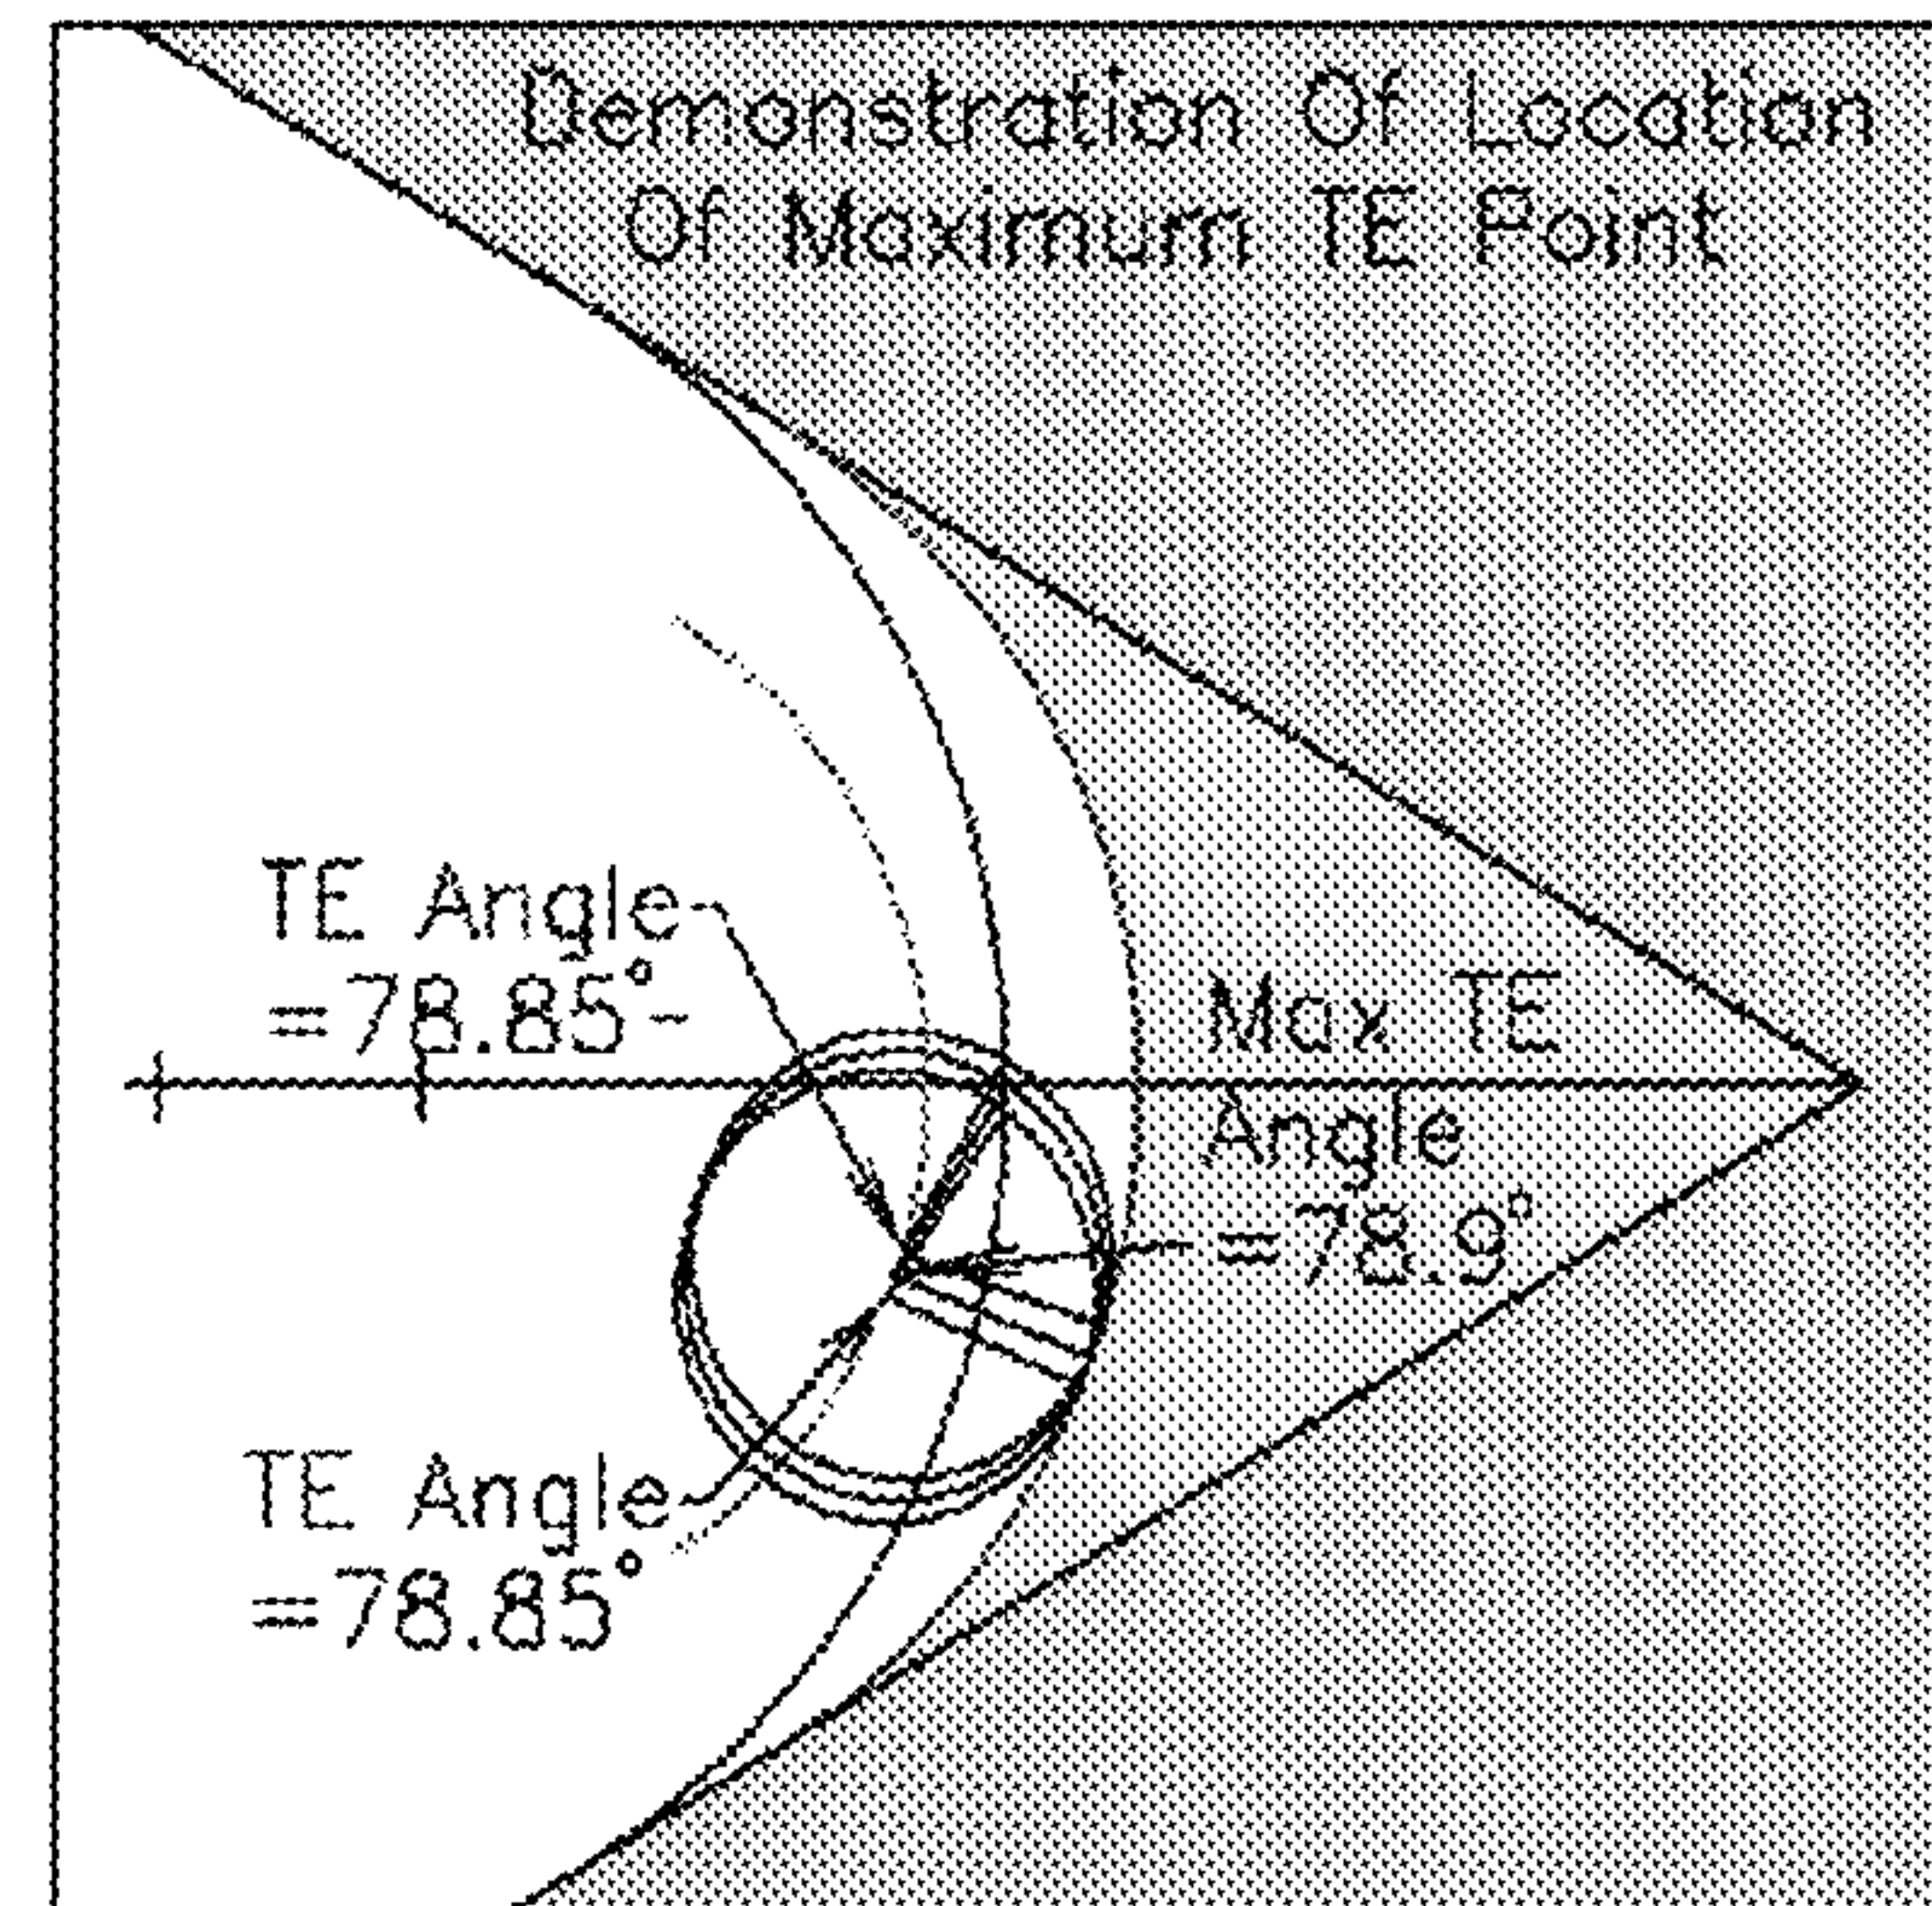 Demonstration Of Location
Of Maximum TE Point
TE Angle
=78.85°
Max TE
Angle
=78.9°
TE Angle
=78.85°